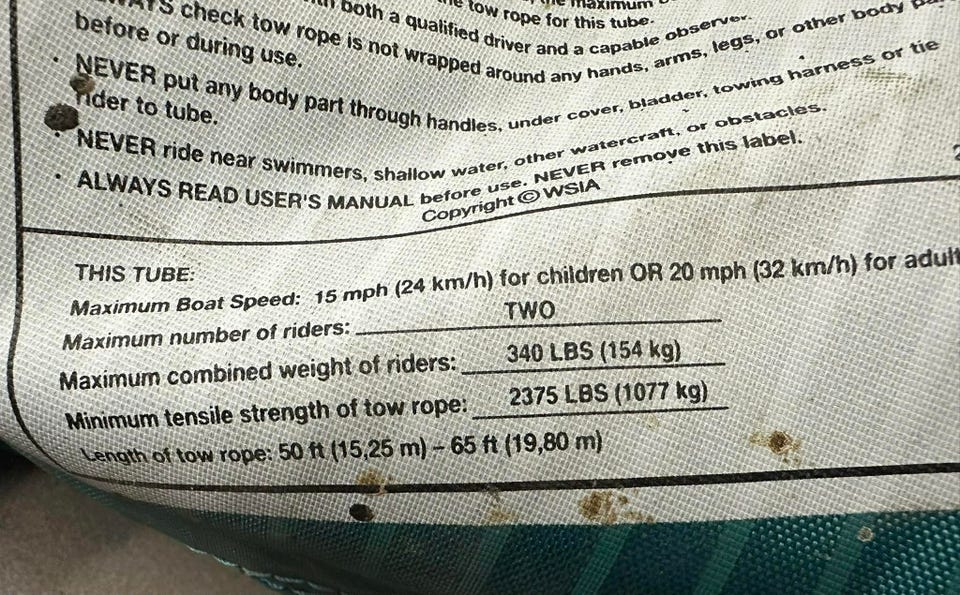 the maximum
the tow rope for this tube.
both a qualified driver and a capable observer.
check tow rope is not wrapped around any hands, arms, legs, or other body
before or during use.
• NEVER put any body part through handles, under cover, bladder, towing harness or tie
rider to tube.
NEVER ride near swimmers, shallow water, other watercraft, or obstacles.
• ALWAYS READ USER'S MANUAL before use. NEVER remove this label.
Copyright © WSIA
THIS TUBE:
Maximum Boat Speed: 15 mph (24 km/h) for children OR 20 mph (32 km/h) for adult
Maximum number of riders: TWO
Maximum combined weight of riders: 340 LBS (154 kg)
Minimum tensile strength of tow rope: 2375 LBS (1077 kg)
Length of tow rope: 50 ft (15,25 m) – 65 ft (19,80 m)